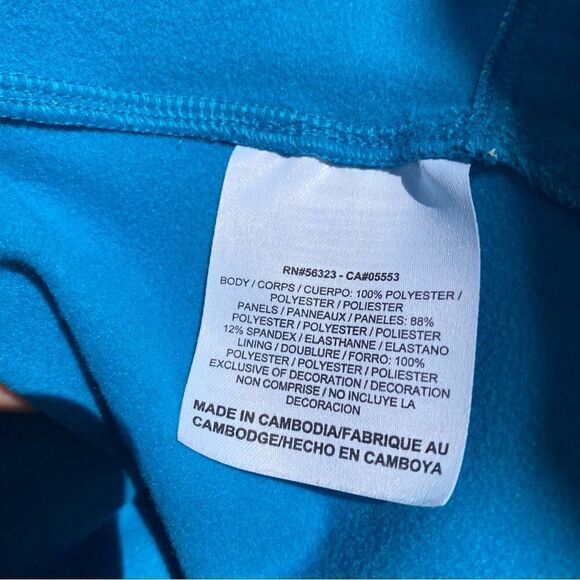 RN#56323 - CA#05553
BODY / CORPS / CUERPO: 100% POLYESTER /
POLYESTER / POLIESTER
PANELS / PANNEAUX / PANELES: 88%
POLYESTER / POLYESTER / POLIESTER
12% SPANDEX / ELASTHANNE / ELASTANO
LINING / DOUBLURE / FORRO: 100%
POLYESTER / POLYESTER / POLIESTER
EXCLUSIVE OF DECORATION / DECORATION
NON COMPRISE / NO INCLUYE LA
DECORACION
MADE IN CAMBODIA/FABRIQUE AU
CAMBODGE/HECHO EN CAMBOYA